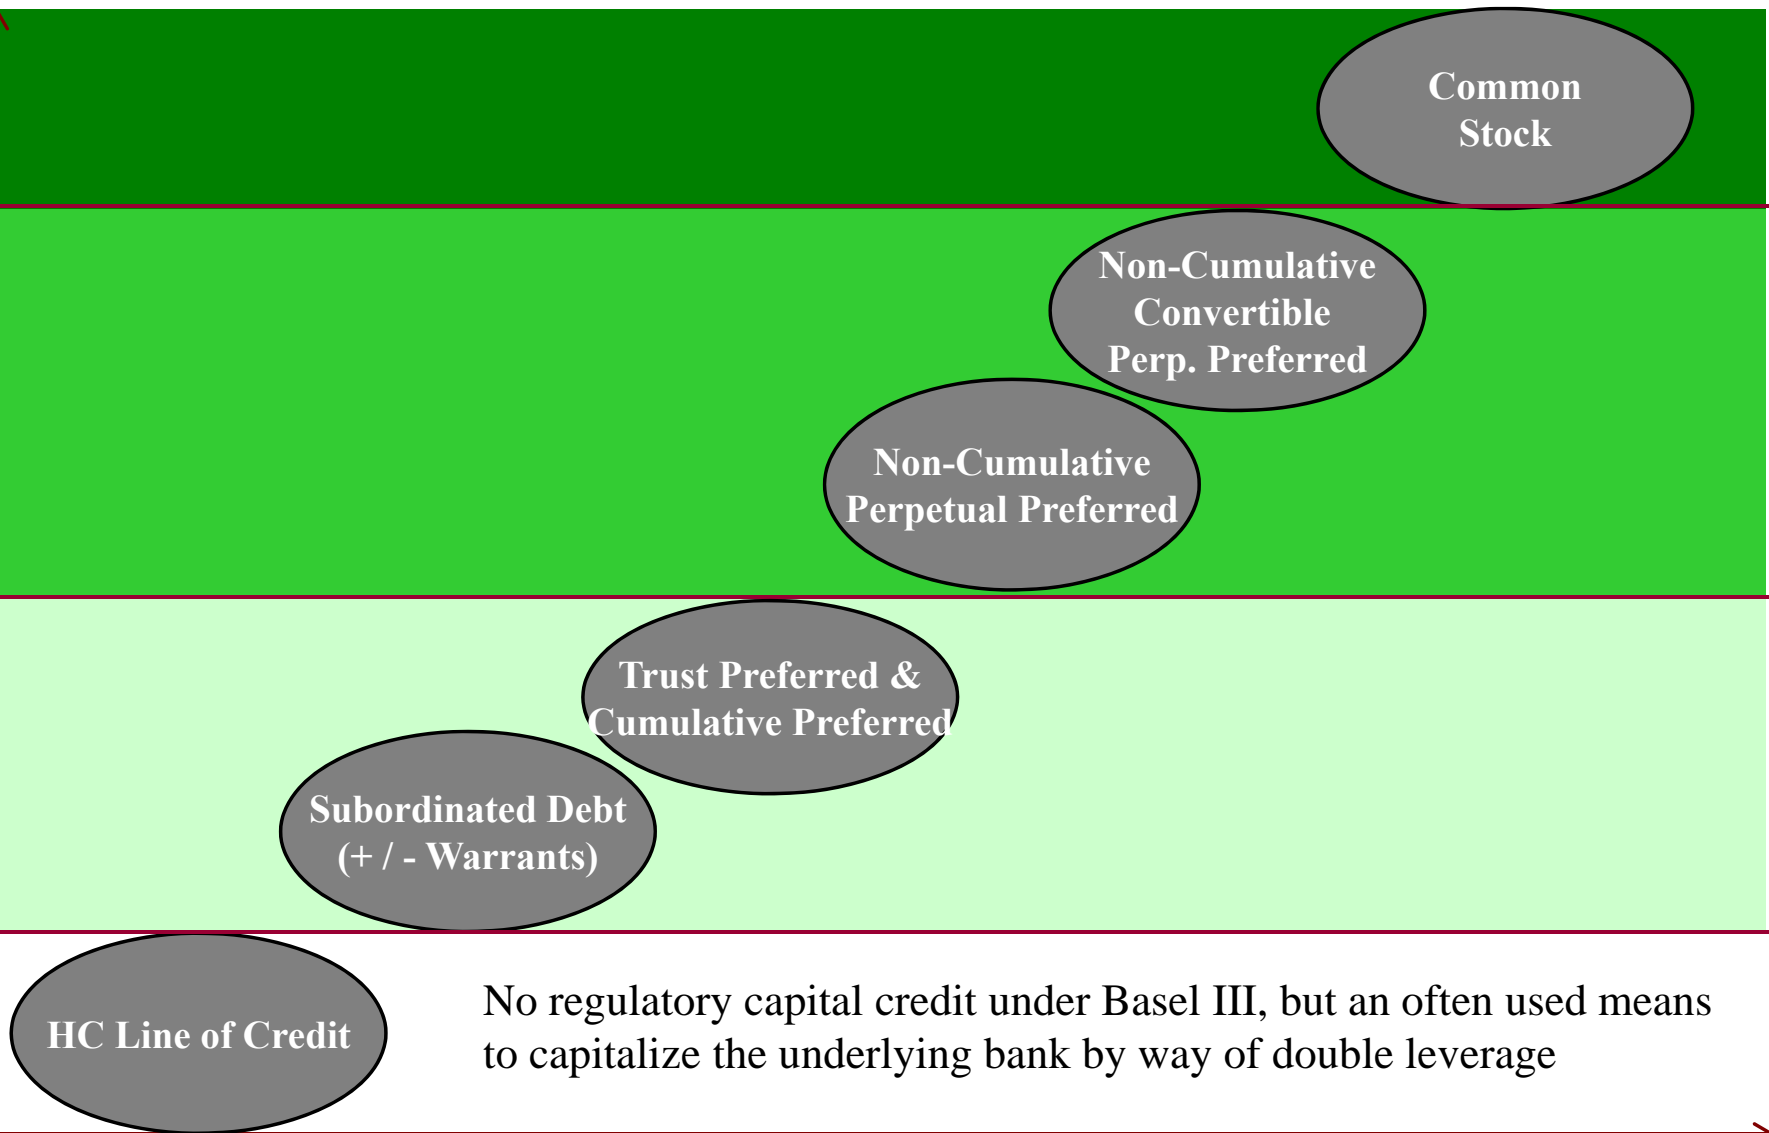 Common
Stock
Non-Cumulative
Convertible
Perp. Preferred
Non-Cumulative
Perpetual Preferred
Trust Preferred &
Cumulative Preferred
Subordinated Debt
(+ / - Warrants)
HC Line of Credit
No regulatory capital credit under Basel III, but an often used means
to capitalize the underlying bank by way of double leverage